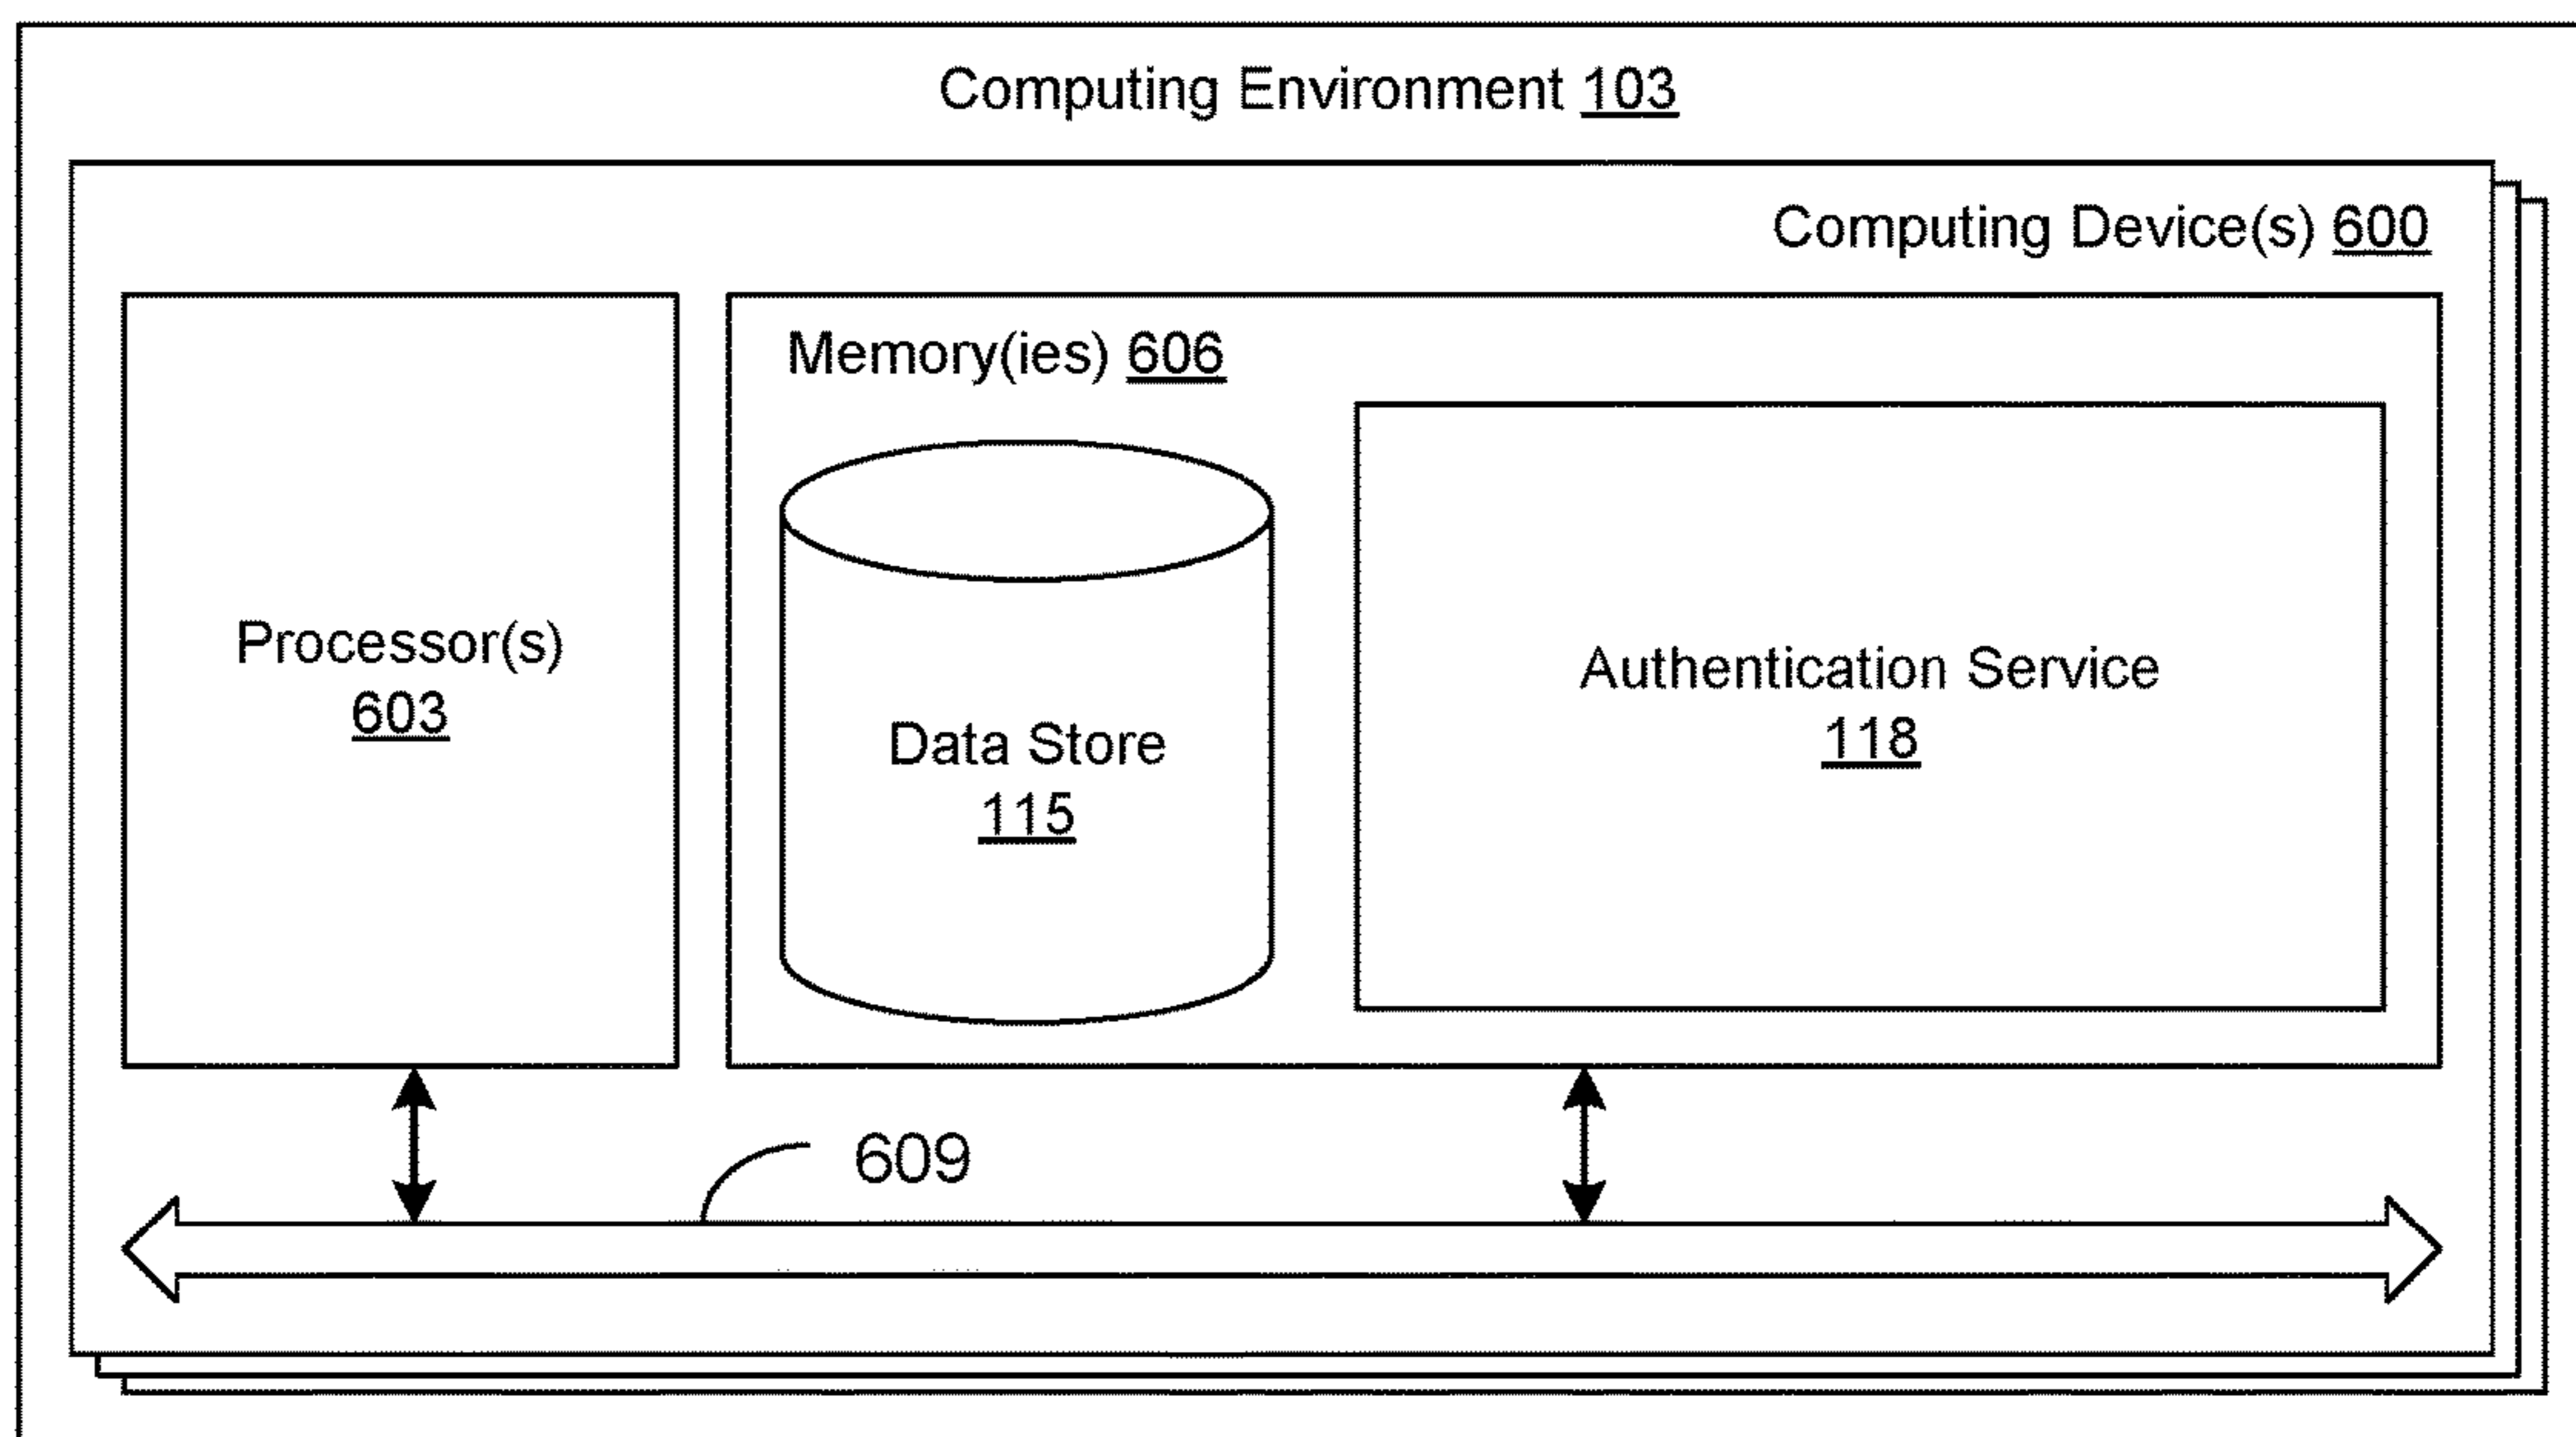 Computing Environment 103
Computing Device(s) 600
Memory(ies) 606
Processor(s)
603
Data Store
115
Authentication Service
118
609